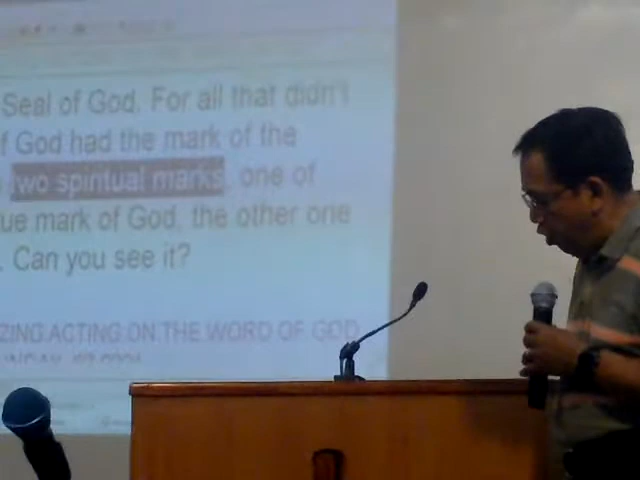 Seal of God. For all that didn't
f God had the mark of the
wo spiritual marks, one of
ue mark of God, the other one
. Can you see it?
ZING ACTING ON THE WORD OF GOD